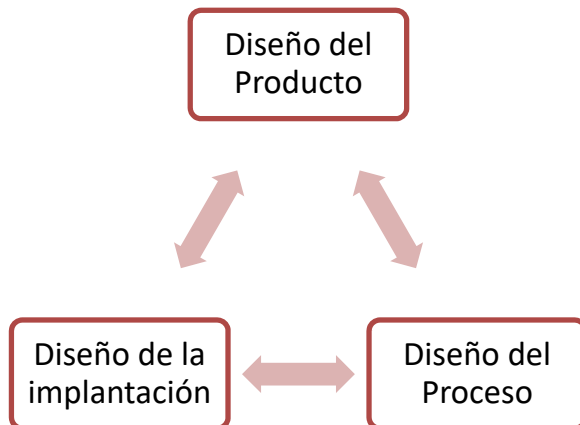 Diseño del
Producto
Diseño de la
implantación
Diseño del
Proceso